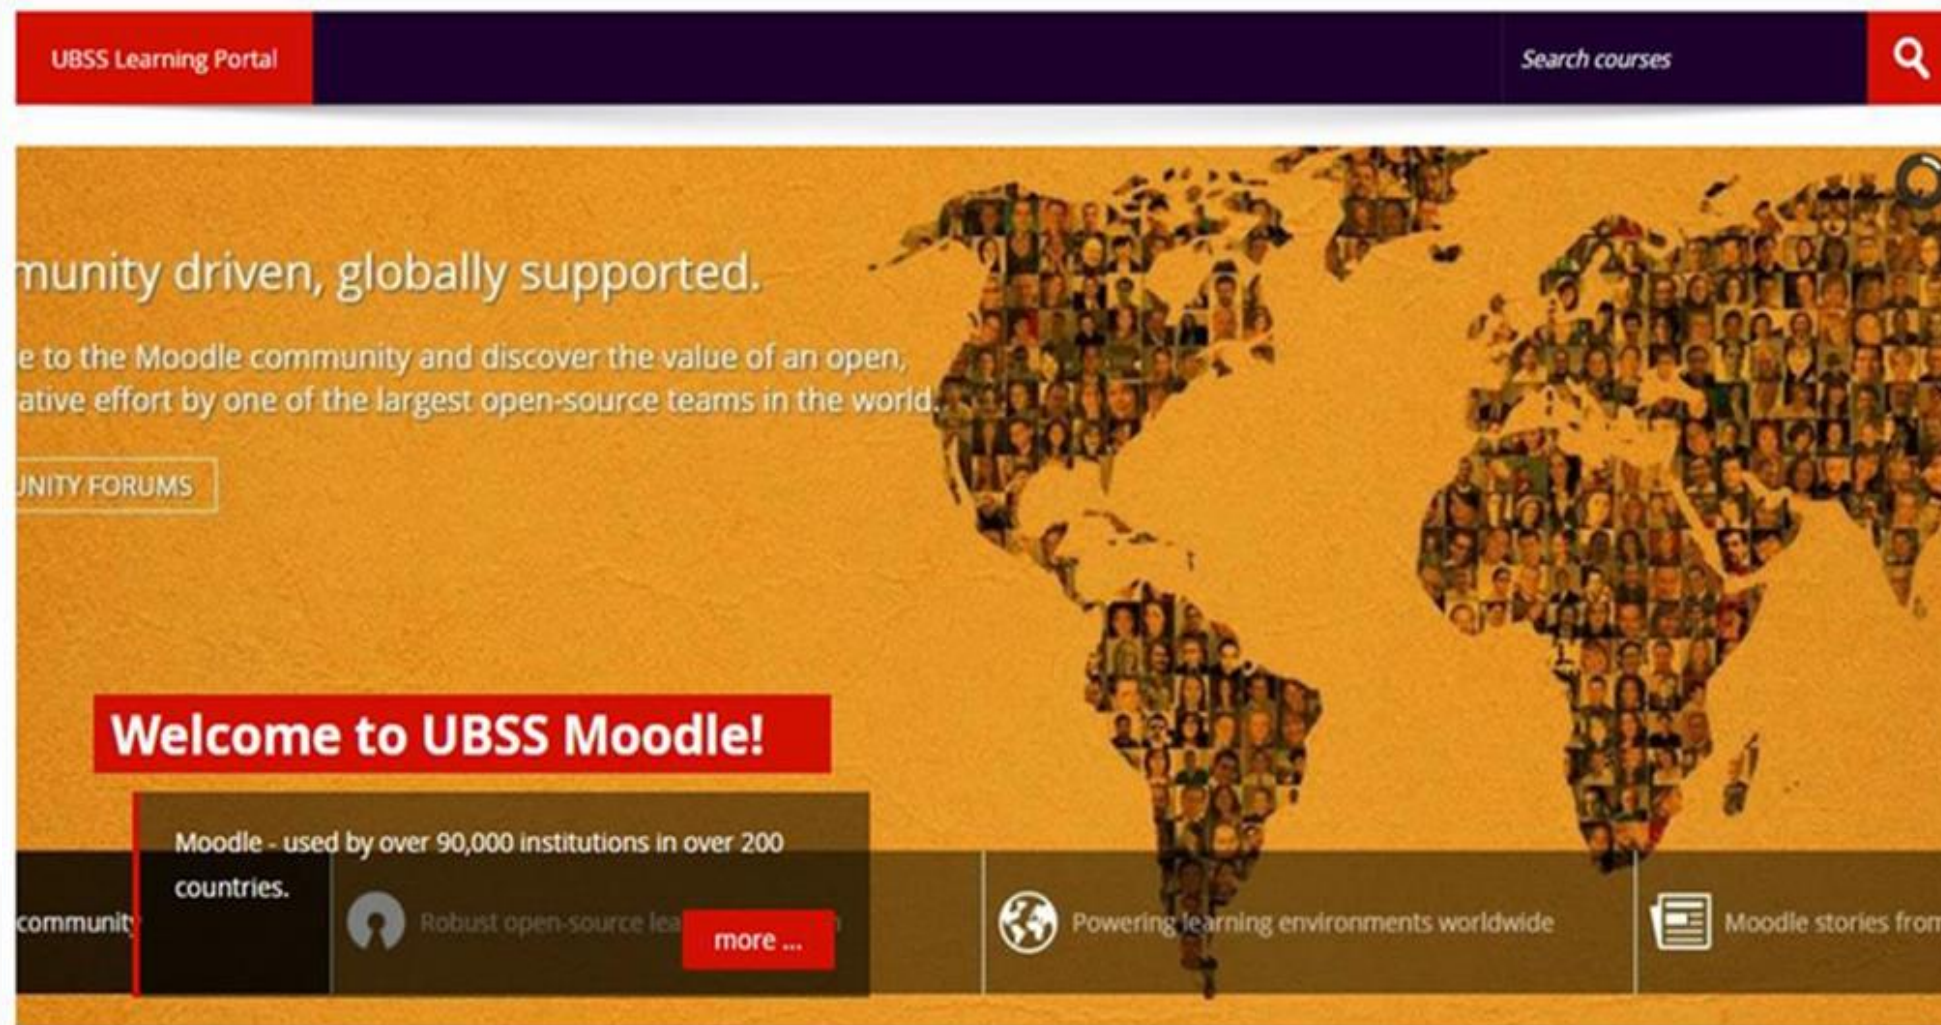 UBSS Learning Portal
Search courses
munity driven, globally supported.
e to the Moodle community and discover the value of an open,
ative effort by one of the largest open-source teams in the world.
UNITY FORUMS
Welcome to UBSS Moodle!
Moodle - used by over 90,000 institutions in over 200
countries.
community
Robust open-source lea
more ...
Powering learning environments worldwide
Moodle stories from